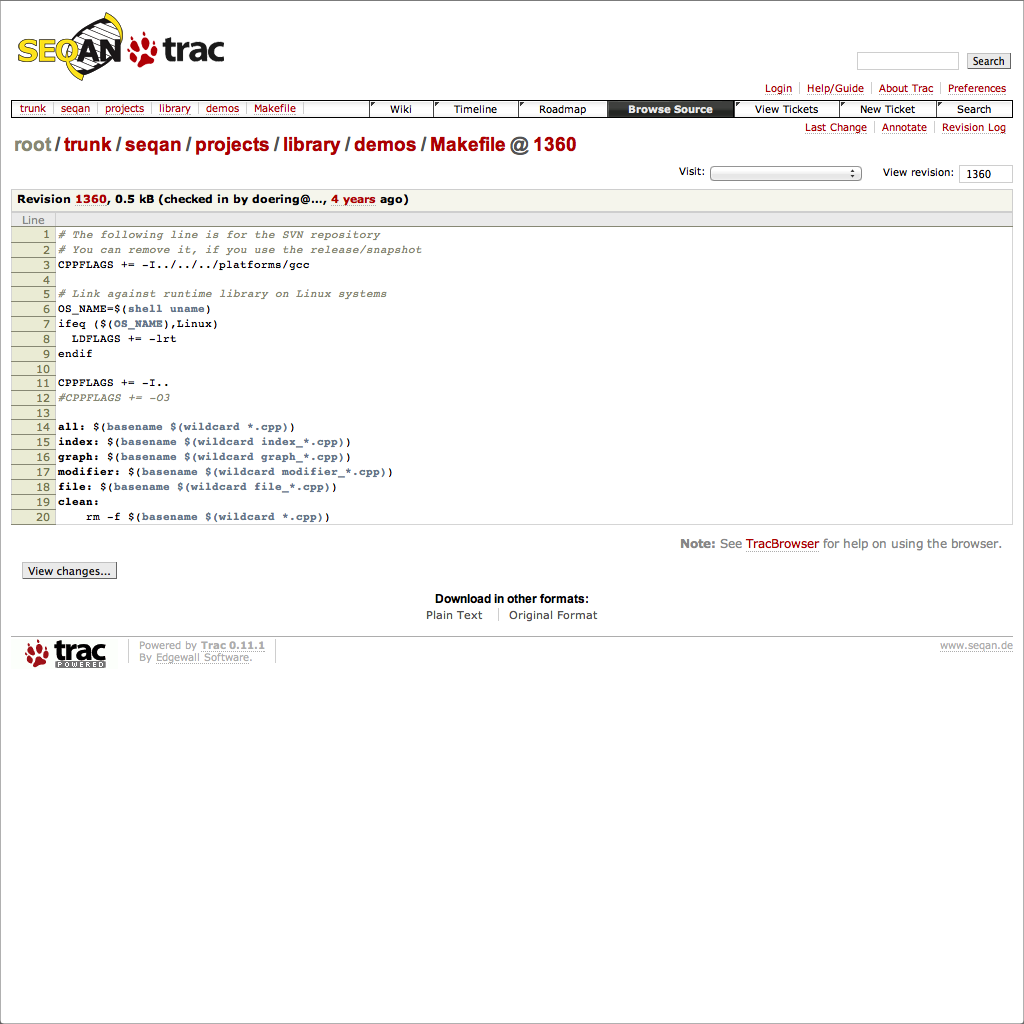 SEQAN trac
Search
Login Help/Guide About Trac Preferences
trunk seqan projects library demos Makefile Wiki Timeline Roadmap Browse Source View Tickets New Ticket Search
Last Change Annotate Revision Log
root / trunk / seqan / projects / library / demos / Makefile @ 1360
Visit: View revision: 1360
Revision 1360, 0.5 kB (checked in by doering@…, 4 years ago)
Line
1 # The following line is for the SVN repository
2 # You can remove it, if you use the release/snapshot
3 CPPFLAGS += -I../../../platforms/gcc
4
5 # Link against runtime library on Linux systems
6 OS_NAME=$(shell uname)
7 ifeq ($(OS_NAME),Linux)
8   LDFLAGS += -lrt
9 endif
10
11 CPPFLAGS += -I..
12 #CPPFLAGS += -O3
13
14 all: $(basename $(wildcard *.cpp))
15 index: $(basename $(wildcard index_*.cpp))
16 graph: $(basename $(wildcard graph_*.cpp))
17 modifier: $(basename $(wildcard modifier_*.cpp))
18 file: $(basename $(wildcard file_*.cpp))
19 clean:
20     rm -f $(basename $(wildcard *.cpp))
Note: See TracBrowser for help on using the browser.
View changes...
Download in other formats:
Plain Text Original Format
trac POWERED
Powered by Trac 0.11.1
By Edgewall Software.
www.seqan.de